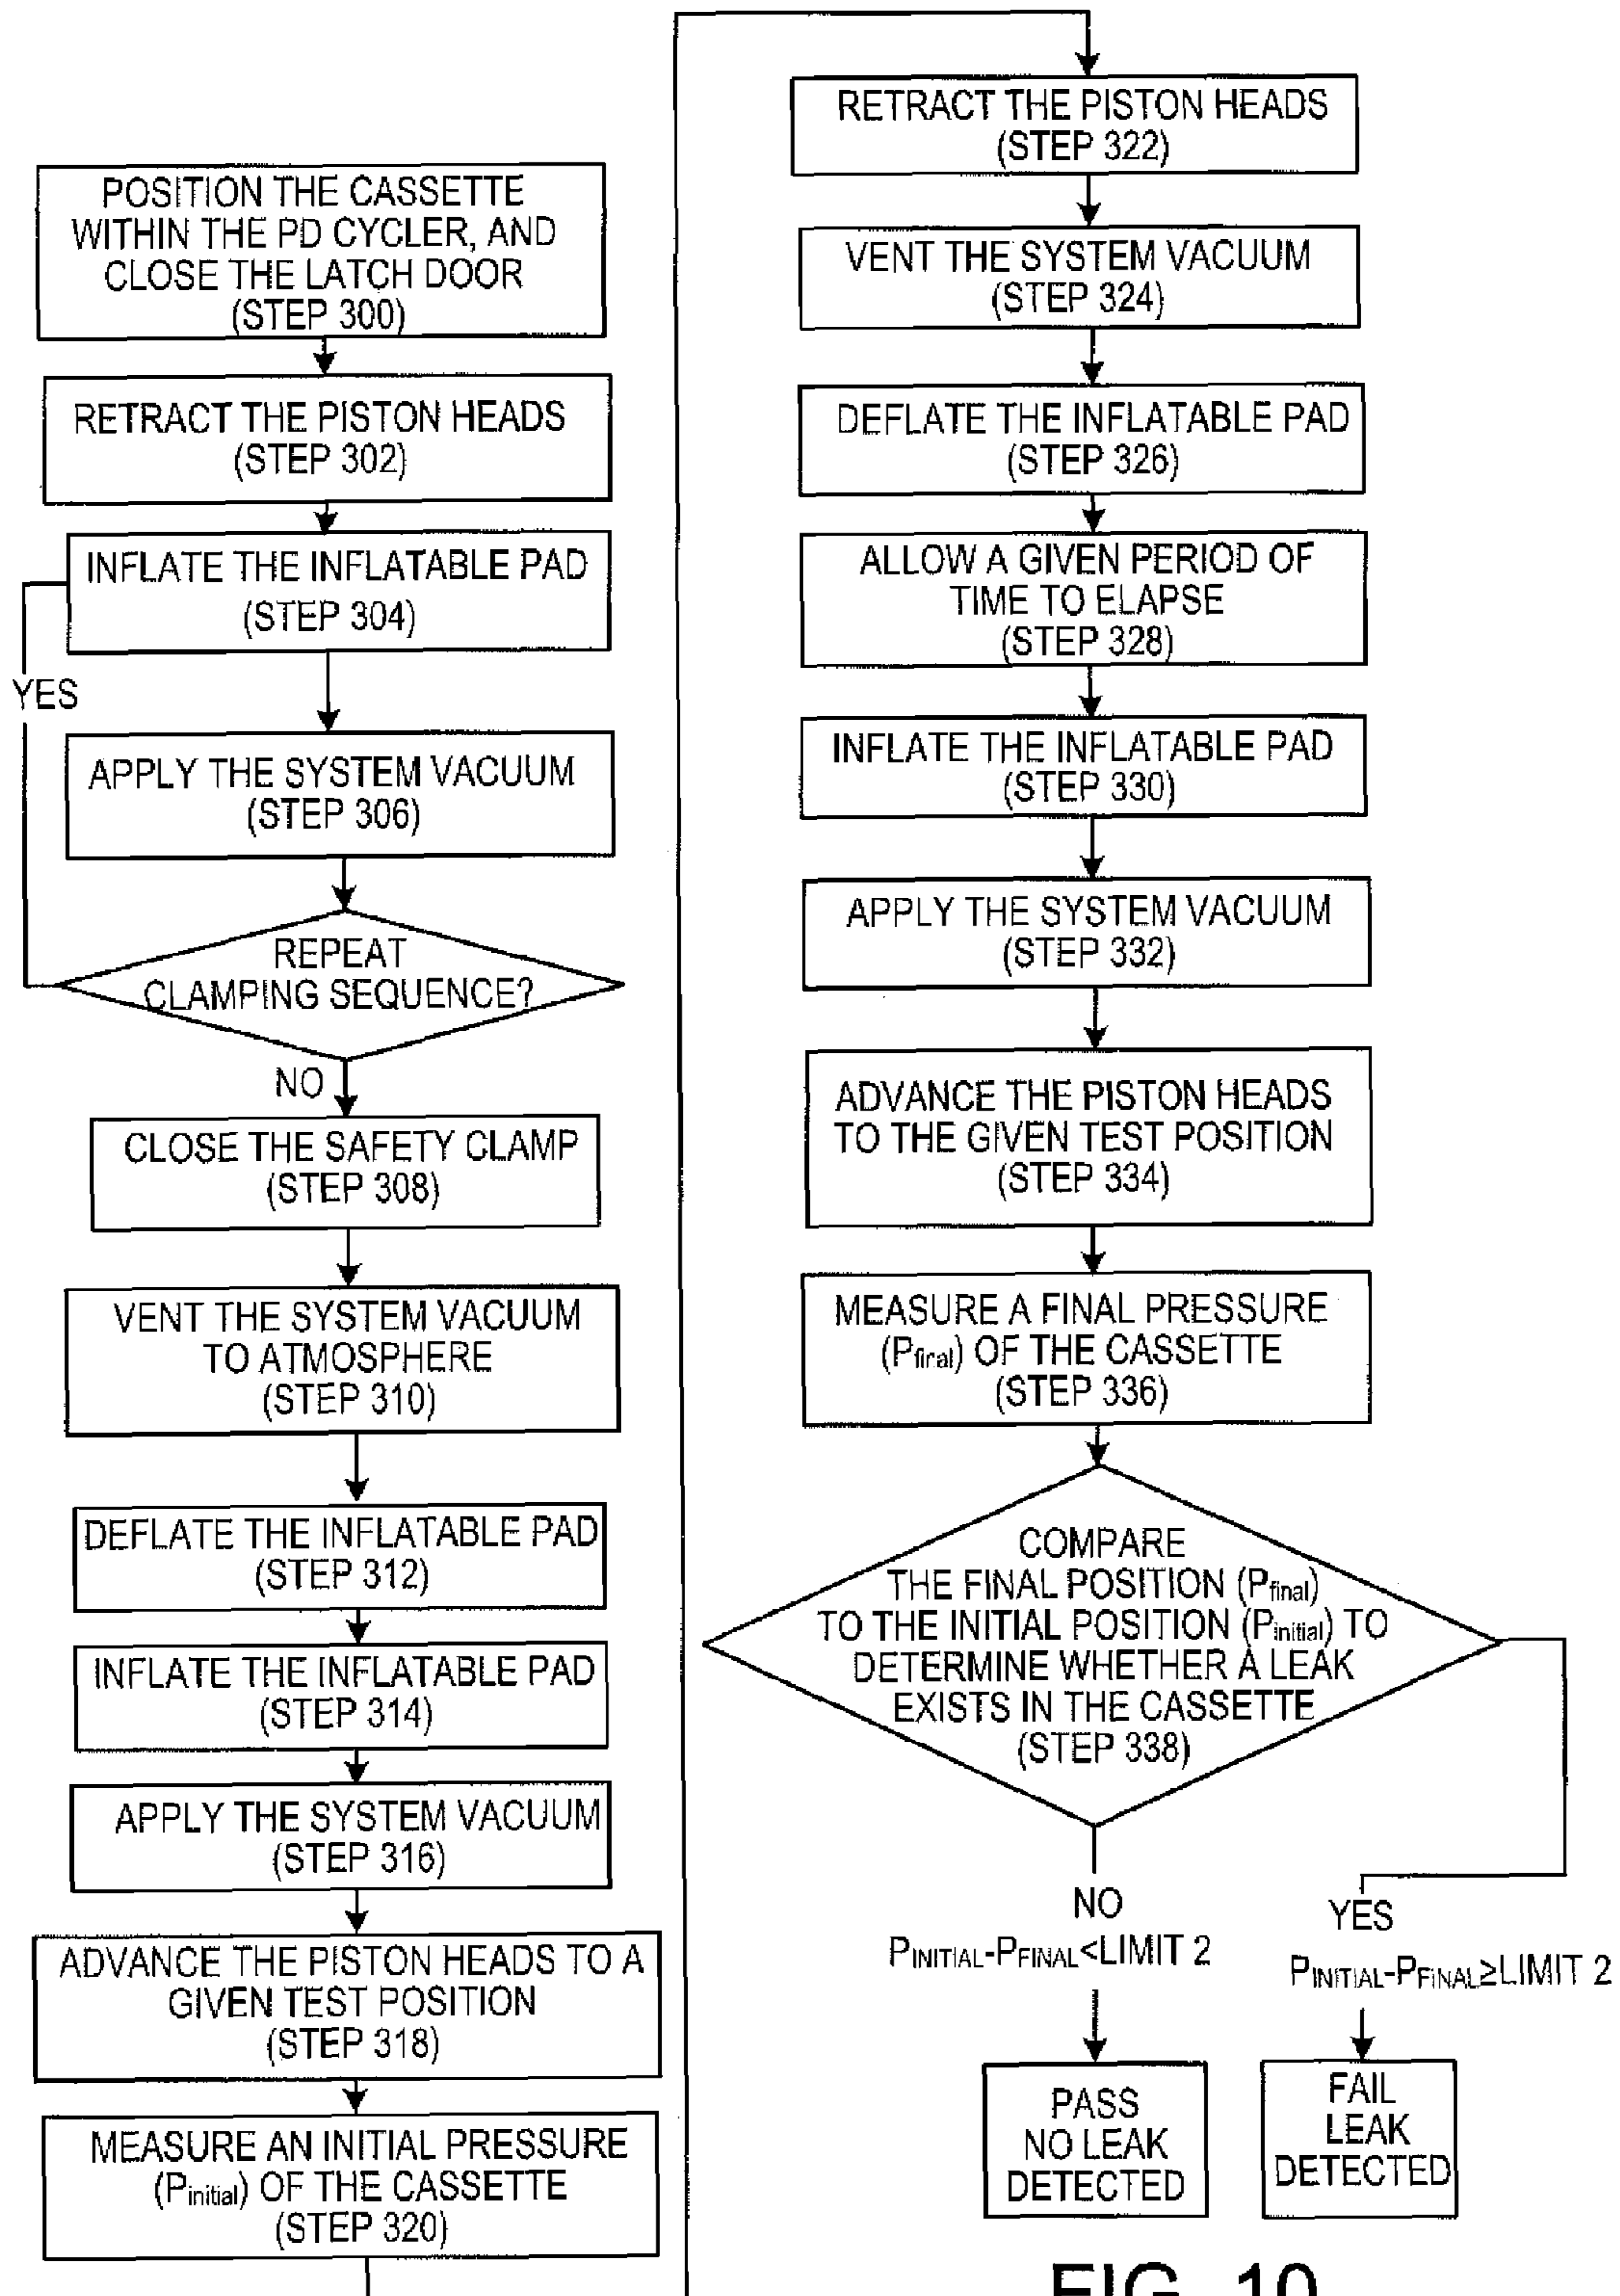 POSITION THE CASSETTE
WITHIN THE PD CYCLER, AND
CLOSE THE LATCH DOOR
(STEP 300)
RETRACT THE PISTON HEADS
(STEP 302)
INFLATE THE INFLATABLE PAD
(STEP 304)
YES
APPLY THE SYSTEM VACUUM
(STEP 306)
REPEAT
CLAMPING SEQUENCE?
NO
CLOSE THE SAFETY CLAMP
(STEP 308)
VENT THE SYSTEM VACUUM
TO ATMOSPHERE
(STEP 310)
DEFLATE THE INFLATABLE PAD
(STEP 312)
INFLATE THE INFLATABLE PAD
(STEP 314)
APPLY THE SYSTEM VACUUM
(STEP 316)
ADVANCE THE PISTON HEADS TO A
GIVEN TEST POSITION
(STEP 318)
MEASURE AN INITIAL PRESSURE
(Pinitial) OF THE CASSETTE
(STEP 320)
RETRACT THE PISTON HEADS
(STEP 322)
VENT THE SYSTEM VACUUM
(STEP 324)
DEFLATE THE INFLATABLE PAD
(STEP 326)
ALLOW A GIVEN PERIOD OF
TIME TO ELAPSE
(STEP 328)
INFLATE THE INFLATABLE PAD
(STEP 330)
APPLY THE SYSTEM VACUUM
(STEP 332)
ADVANCE THE PISTON HEADS
TO THE GIVEN TEST POSITION
(STEP 334)
MEASURE A FINAL PRESSURE
(Pfinal) OF THE CASSETTE
(STEP 336)
COMPARE
THE FINAL POSITION (Pfinal)
TO THE INITIAL POSITION (Pinitial) TO
DETERMINE WHETHER A LEAK
EXISTS IN THE CASSETTE
(STEP 338)
NO
PINITIAL-PFINAL<LIMIT 2
YES
PINITIAL-PFINAL≥LIMIT 2
PASS
NO LEAK
DETECTED
FAIL
LEAK
DETECTED
FIG. 10